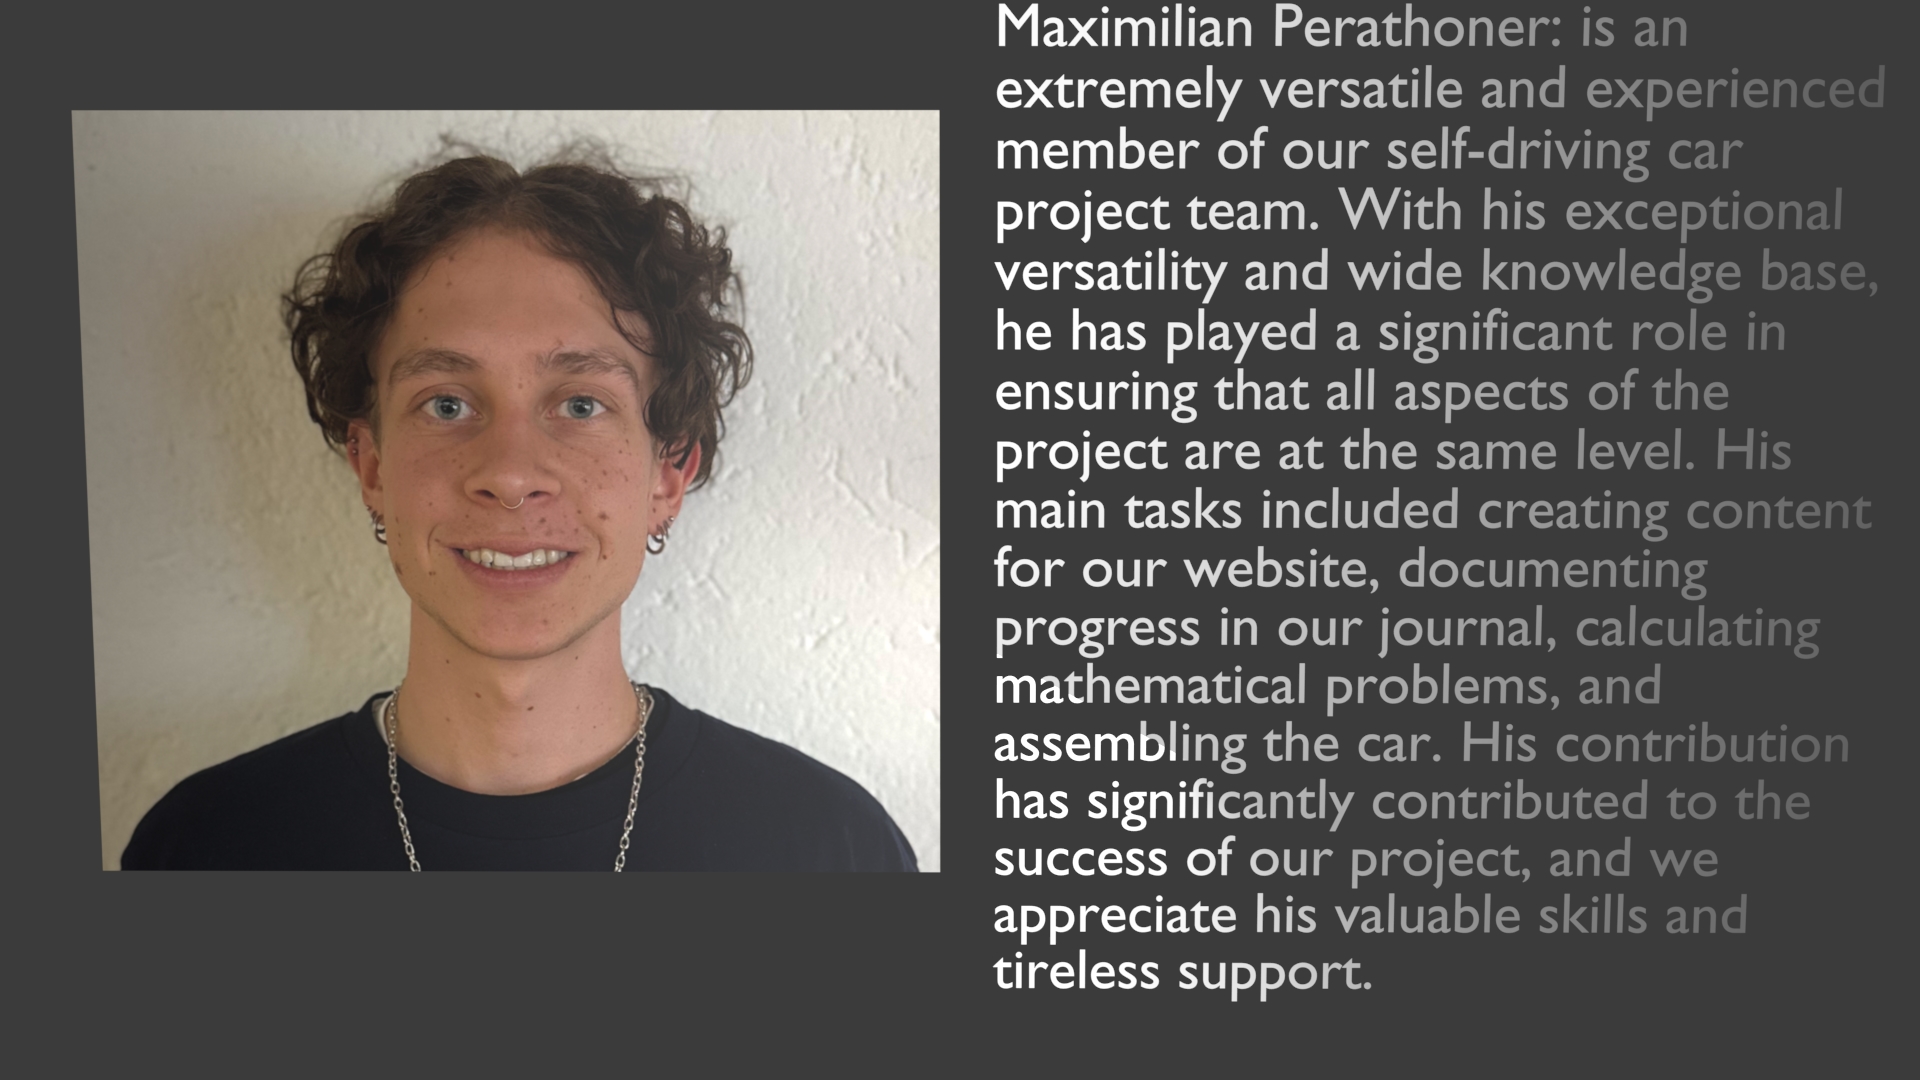 Maximilian Perathoner: is an
extremely versatile and experienced
member of our self-driving car
project team. With his exceptional
versatility and wide knowledge base,
he has played a significant role in
ensuring that all aspects of the
project are at the same level. His
main tasks included creating content
for our website, documenting
progress in our journal, calculating
mathematical problems, and
assembling the car. His contribution
has significantly contributed to the
success of our project, and we
appreciate his valuable skills and
tireless support.